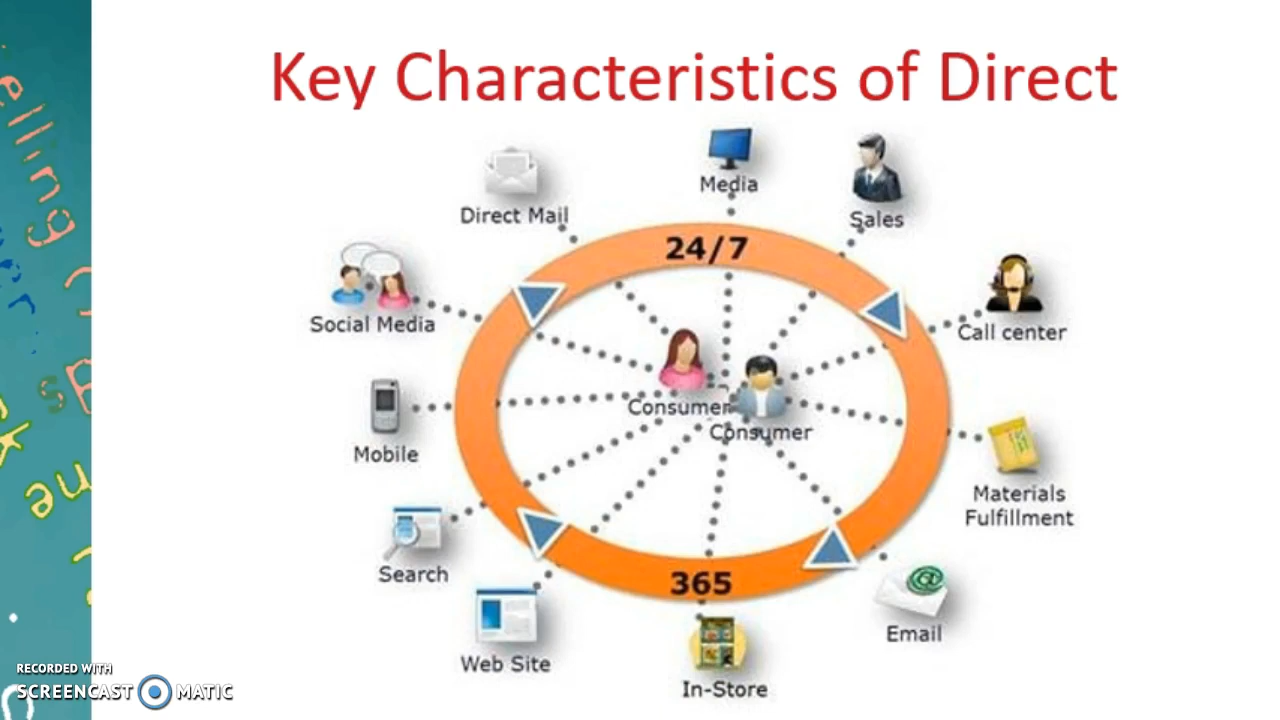 Key Characteristics of Direct
Media
Sales
Direct Mail
24/7
Social Media
Call center
Consumer
Consumer
Mobile
Materials
Fulfillment
Search
365
Email
Web Site
In-Store
elling
RECORDED WITH
SCREENCAST MATIC